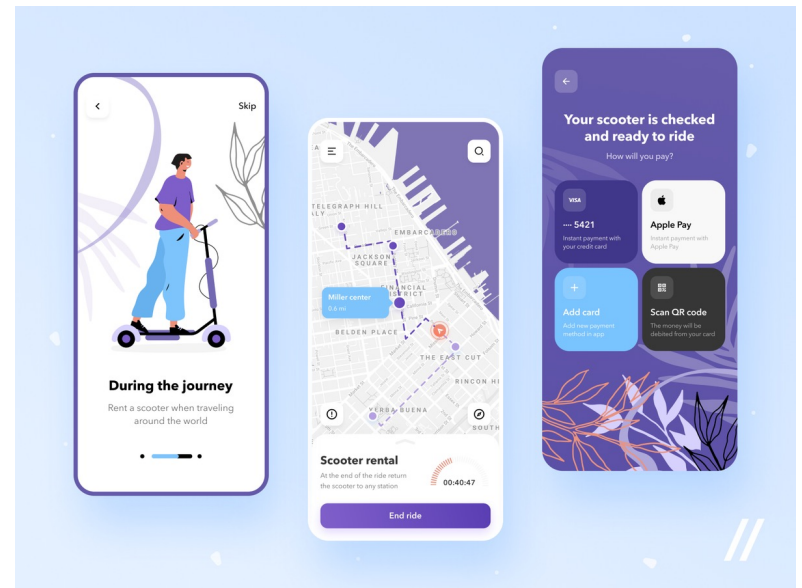 Skip
During the journey
Rent a scooter when traveling
around the world
TELEGRAPH HILL
EMBARCADERO
JACKSON
SQUARE
FINANCIAL
DISTRICT
Miller center
0.6 mi
BELDEN PLACE
THE EAST CUT
RINCON HI
YERBA BUENA
SOUTH
Scooter rental
At the end of the ride return
the scooter to any station
00:40:47
End ride
Your scooter is checked
and ready to ride
How will you pay?
VISA
···· 5421
Instant payment with
your credit card
Apple Pay
Instant payment with
Apple Pay
Add card
Add new payment
method in app
Scan QR code
The money will be
debited from your card